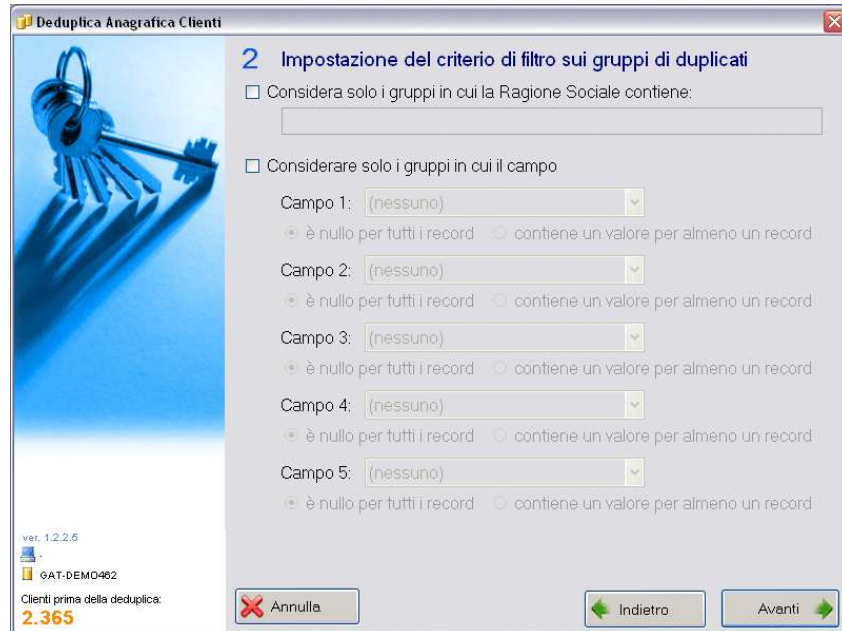 Deduplica Anagrafica Clienti
2 Impostazione del criterio di filtro sui gruppi di duplicati
Considera solo i gruppi in cui la Ragione Sociale contiene:
Considerare solo i gruppi in cui il campo
Campo 1: (nessuno)
è nullo per tutti i record contiene un valore per almeno un record
Campo 2: (nessuno)
è nullo per tutti i record contiene un valore per almeno un record
Campo 3: (nessuno)
è nullo per tutti i record contiene un valore per almeno un record
Campo 4: (nessuno)
è nullo per tutti i record contiene un valore per almeno un record
Campo 5: (nessuno)
è nullo per tutti i record contiene un valore per almeno un record
ver. 1.2.2.5
.
GAT-DEMO462
Clienti prima della deduplica:
2.365
Annulla Indietro Avanti